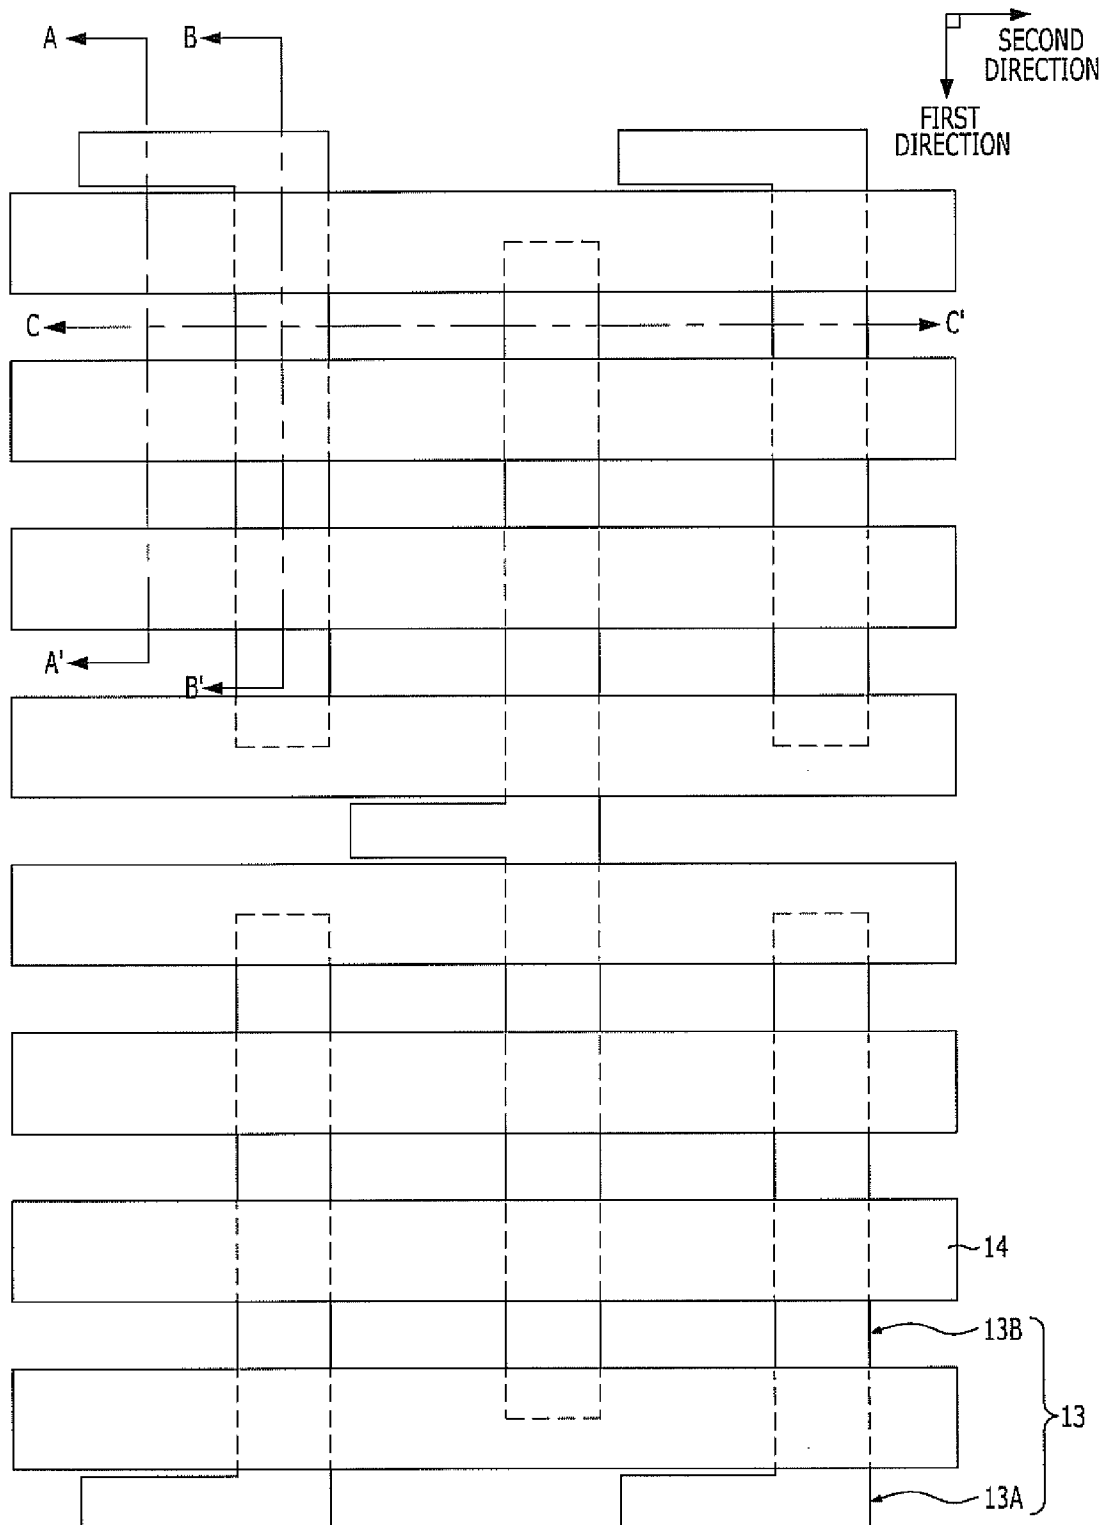 A
B
SECOND
DIRECTION
FIRST
DIRECTION
C
C'
A'
B'
14
13B
13
13A